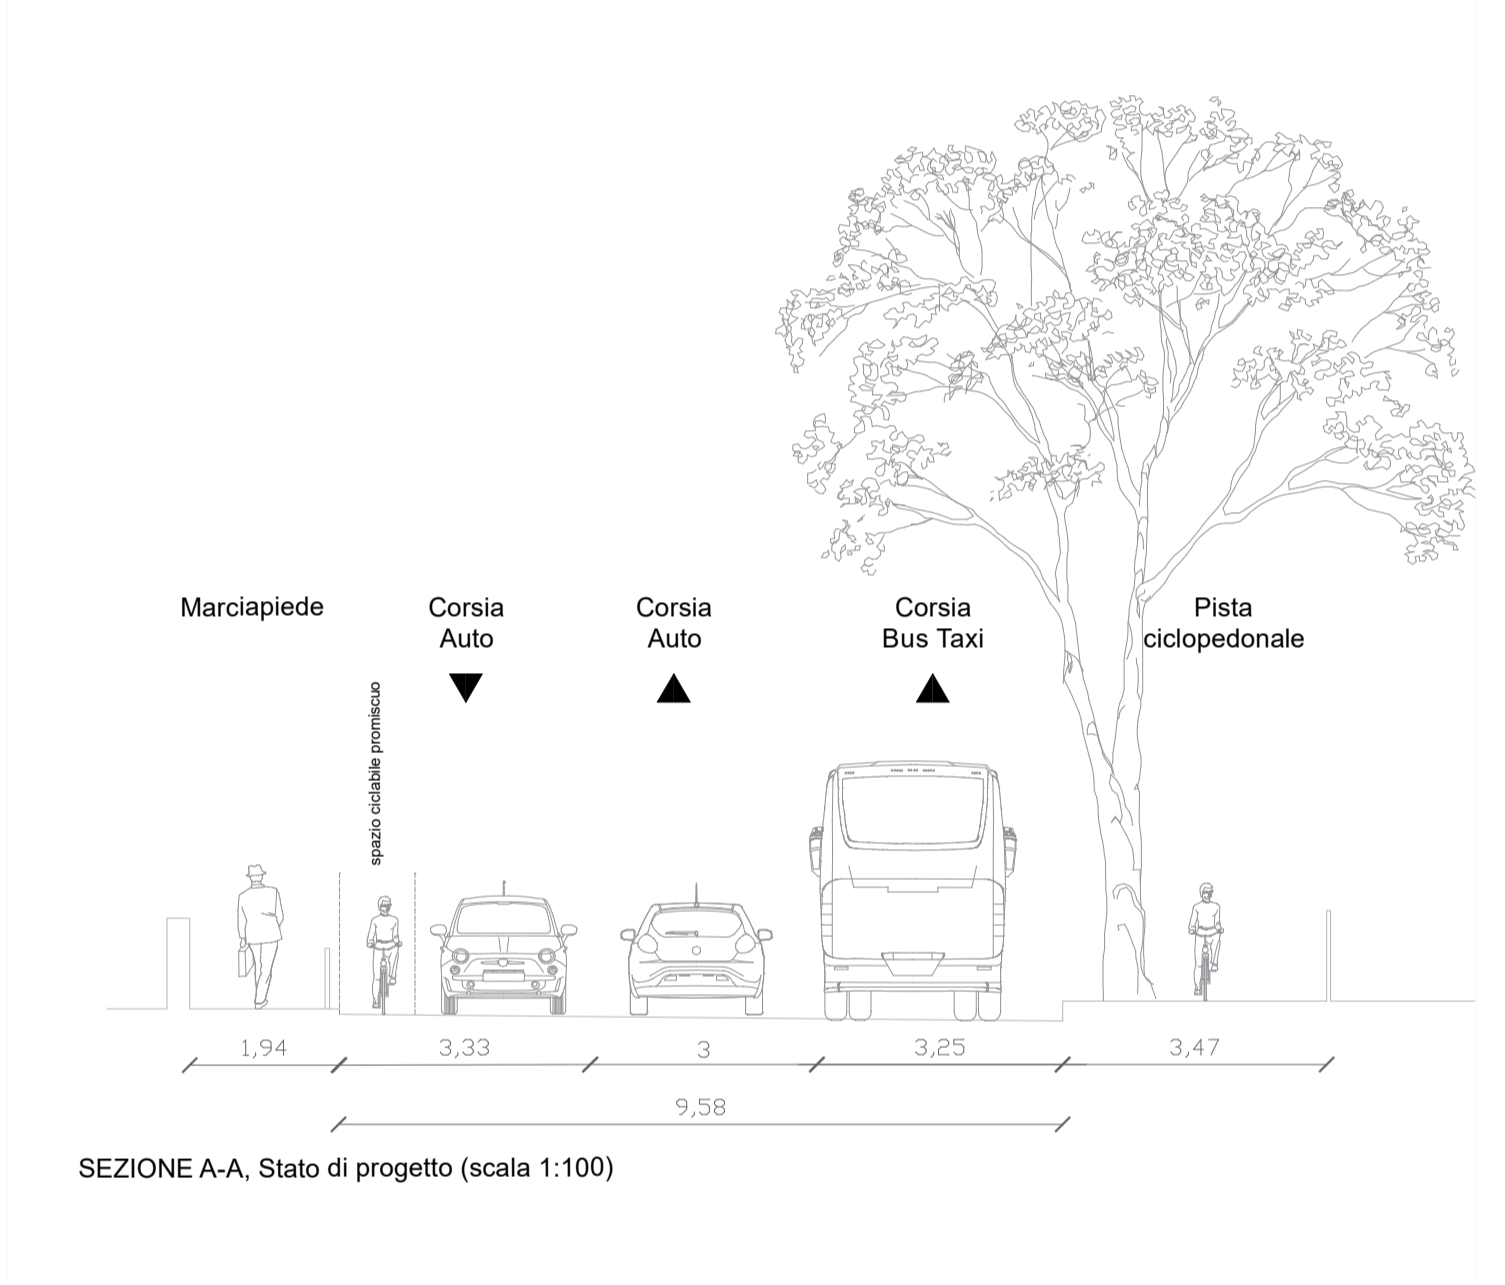 Marciapiede
Corsia
Auto
Corsia
Auto
Corsia
Bus Taxi
Pista
ciclopedonale
spazio ciclabile promiscuo
1,94
3,33
3
3,25
3,47
9,58
SEZIONE A-A, Stato di progetto (scala 1:100)